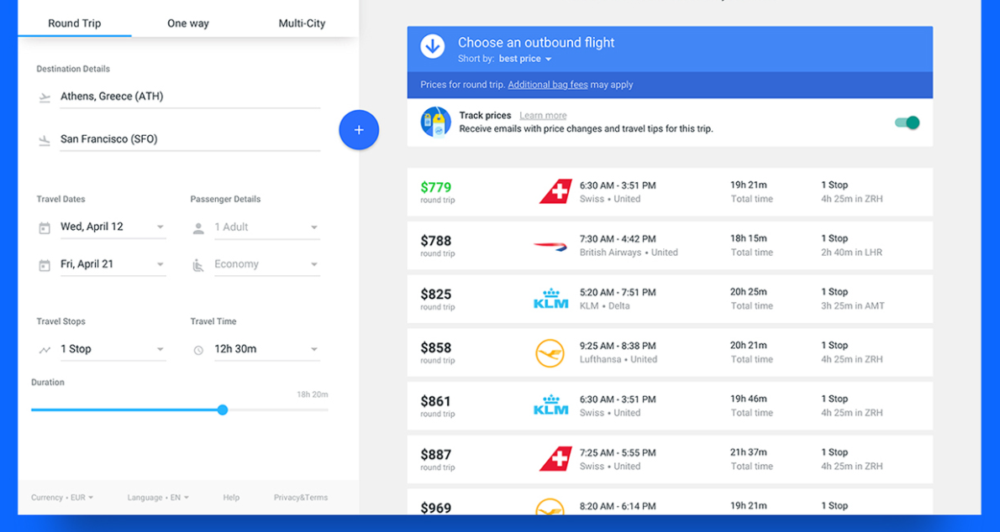 Round Trip
One way
Multi-City
Destination Details
Athens, Greece (ATH)
San Francisco (SFO)
+
Travel Dates
Passenger Details
Wed, April 12
1 Adult
Fri, April 21
Economy
Travel Stops
Travel Time
1 Stop
12h 30m
Duration
18h 20m
Currency • EUR
Language • EN
Help
Privacy&Terms
Choose an outbound flight
Short by: best price
Prices for round trip. Additional bag fees may apply
Track prices Learn more
Receive emails with price changes and travel tips for this trip.
$779 6:30 AM - 3:51 PM 19h 21m 1 Stop
round trip Swiss • United Total time 4h 25m in ZRH
$788 7:30 AM - 4:42 PM 18h 15m 1 Stop
round trip British Airways • United Total time 2h 40m in LHR
$825 KLM 5:20 AM - 7:51 PM 20h 25m 1 Stop
round trip KLM • Delta Total time 3h 25m in AMT
$858 9:25 AM - 8:38 PM 20h 21m 1 Stop
round trip Lufthansa • United Total time 4h 25m in ZRH
$861 KLM 6:30 AM - 3:51 PM 19h 46m 1 Stop
round trip Swiss • United Total time 4h 25m in ZRH
$887 7:25 AM - 5:55 PM 21h 37m 1 Stop
round trip Swiss • United Total time 4h 25m in ZRH
$969 8:20 AM - 6:14 PM 19h 21m 1 Stop